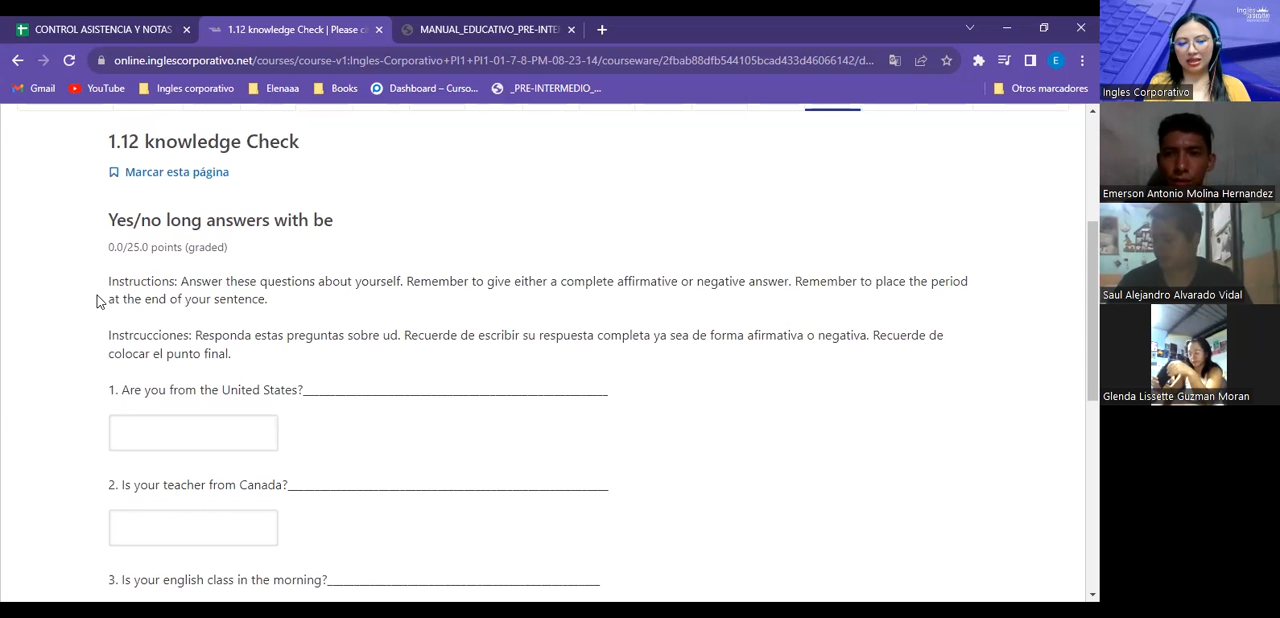 CONTROL ASISTENCIA Y NOTAS
1.12 knowledge Check | Please c
MANUAL_EDUCATIVO_PRE-INTE
online.inglescorporativo.net/courses/course-v1:Ingles-Corporativo+PI1+PI1-01-7-8-PM-08-23-14/courseware/2fbab88dfb544105bcad433d46066142/d...
E
Gmail
YouTube
Ingles corporativo
Elenaaa
Books
Dashboard – Curso...
_PRE-INTERMEDIO_...
Otros marcadores
1.12 knowledge Check
Marcar esta página
Yes/no long answers with be
0.0/25.0 points (graded)
Instructions: Answer these questions about yourself. Remember to give either a complete affirmative or negative answer. Remember to place the period
at the end of your sentence.
Instrcucciones: Responda estas preguntas sobre ud. Recuerde de escribir su respuesta completa ya sea de forma afirmativa o negativa. Recuerde de
colocar el punto final.
1. Are you from the United States?
2. Is your teacher from Canada?
3. Is your english class in the morning?
Ingles Corporativo
Emerson Antonio Molina Hernandez
Saul Alejandro Alvarado Vidal
Glenda Lissette Guzman Moran